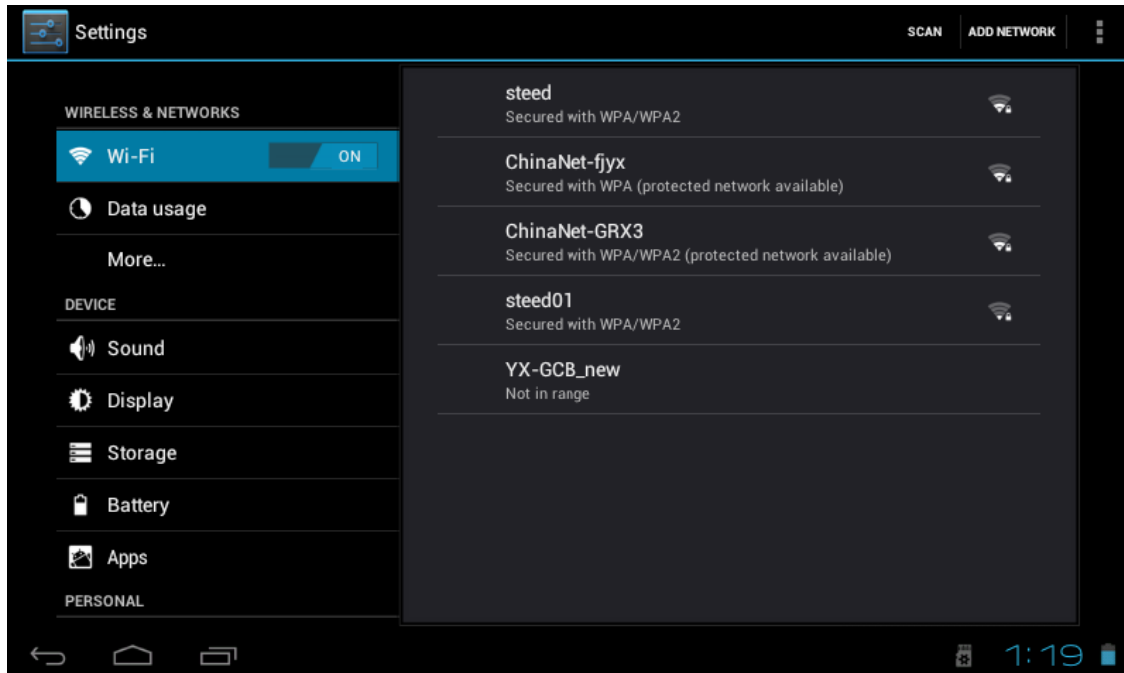 Settings
SCAN
ADD NETWORK
WIRELESS & NETWORKS
Wi-Fi
ON
Data usage
More...
DEVICE
Sound
Display
Storage
Battery
Apps
PERSONAL
steed
Secured with WPA/WPA2
ChinaNet-fjyx
Secured with WPA (protected network available)
ChinaNet-GRX3
Secured with WPA/WPA2 (protected network available)
steed01
Secured with WPA/WPA2
YX-GCB_new
Not in range
1:19